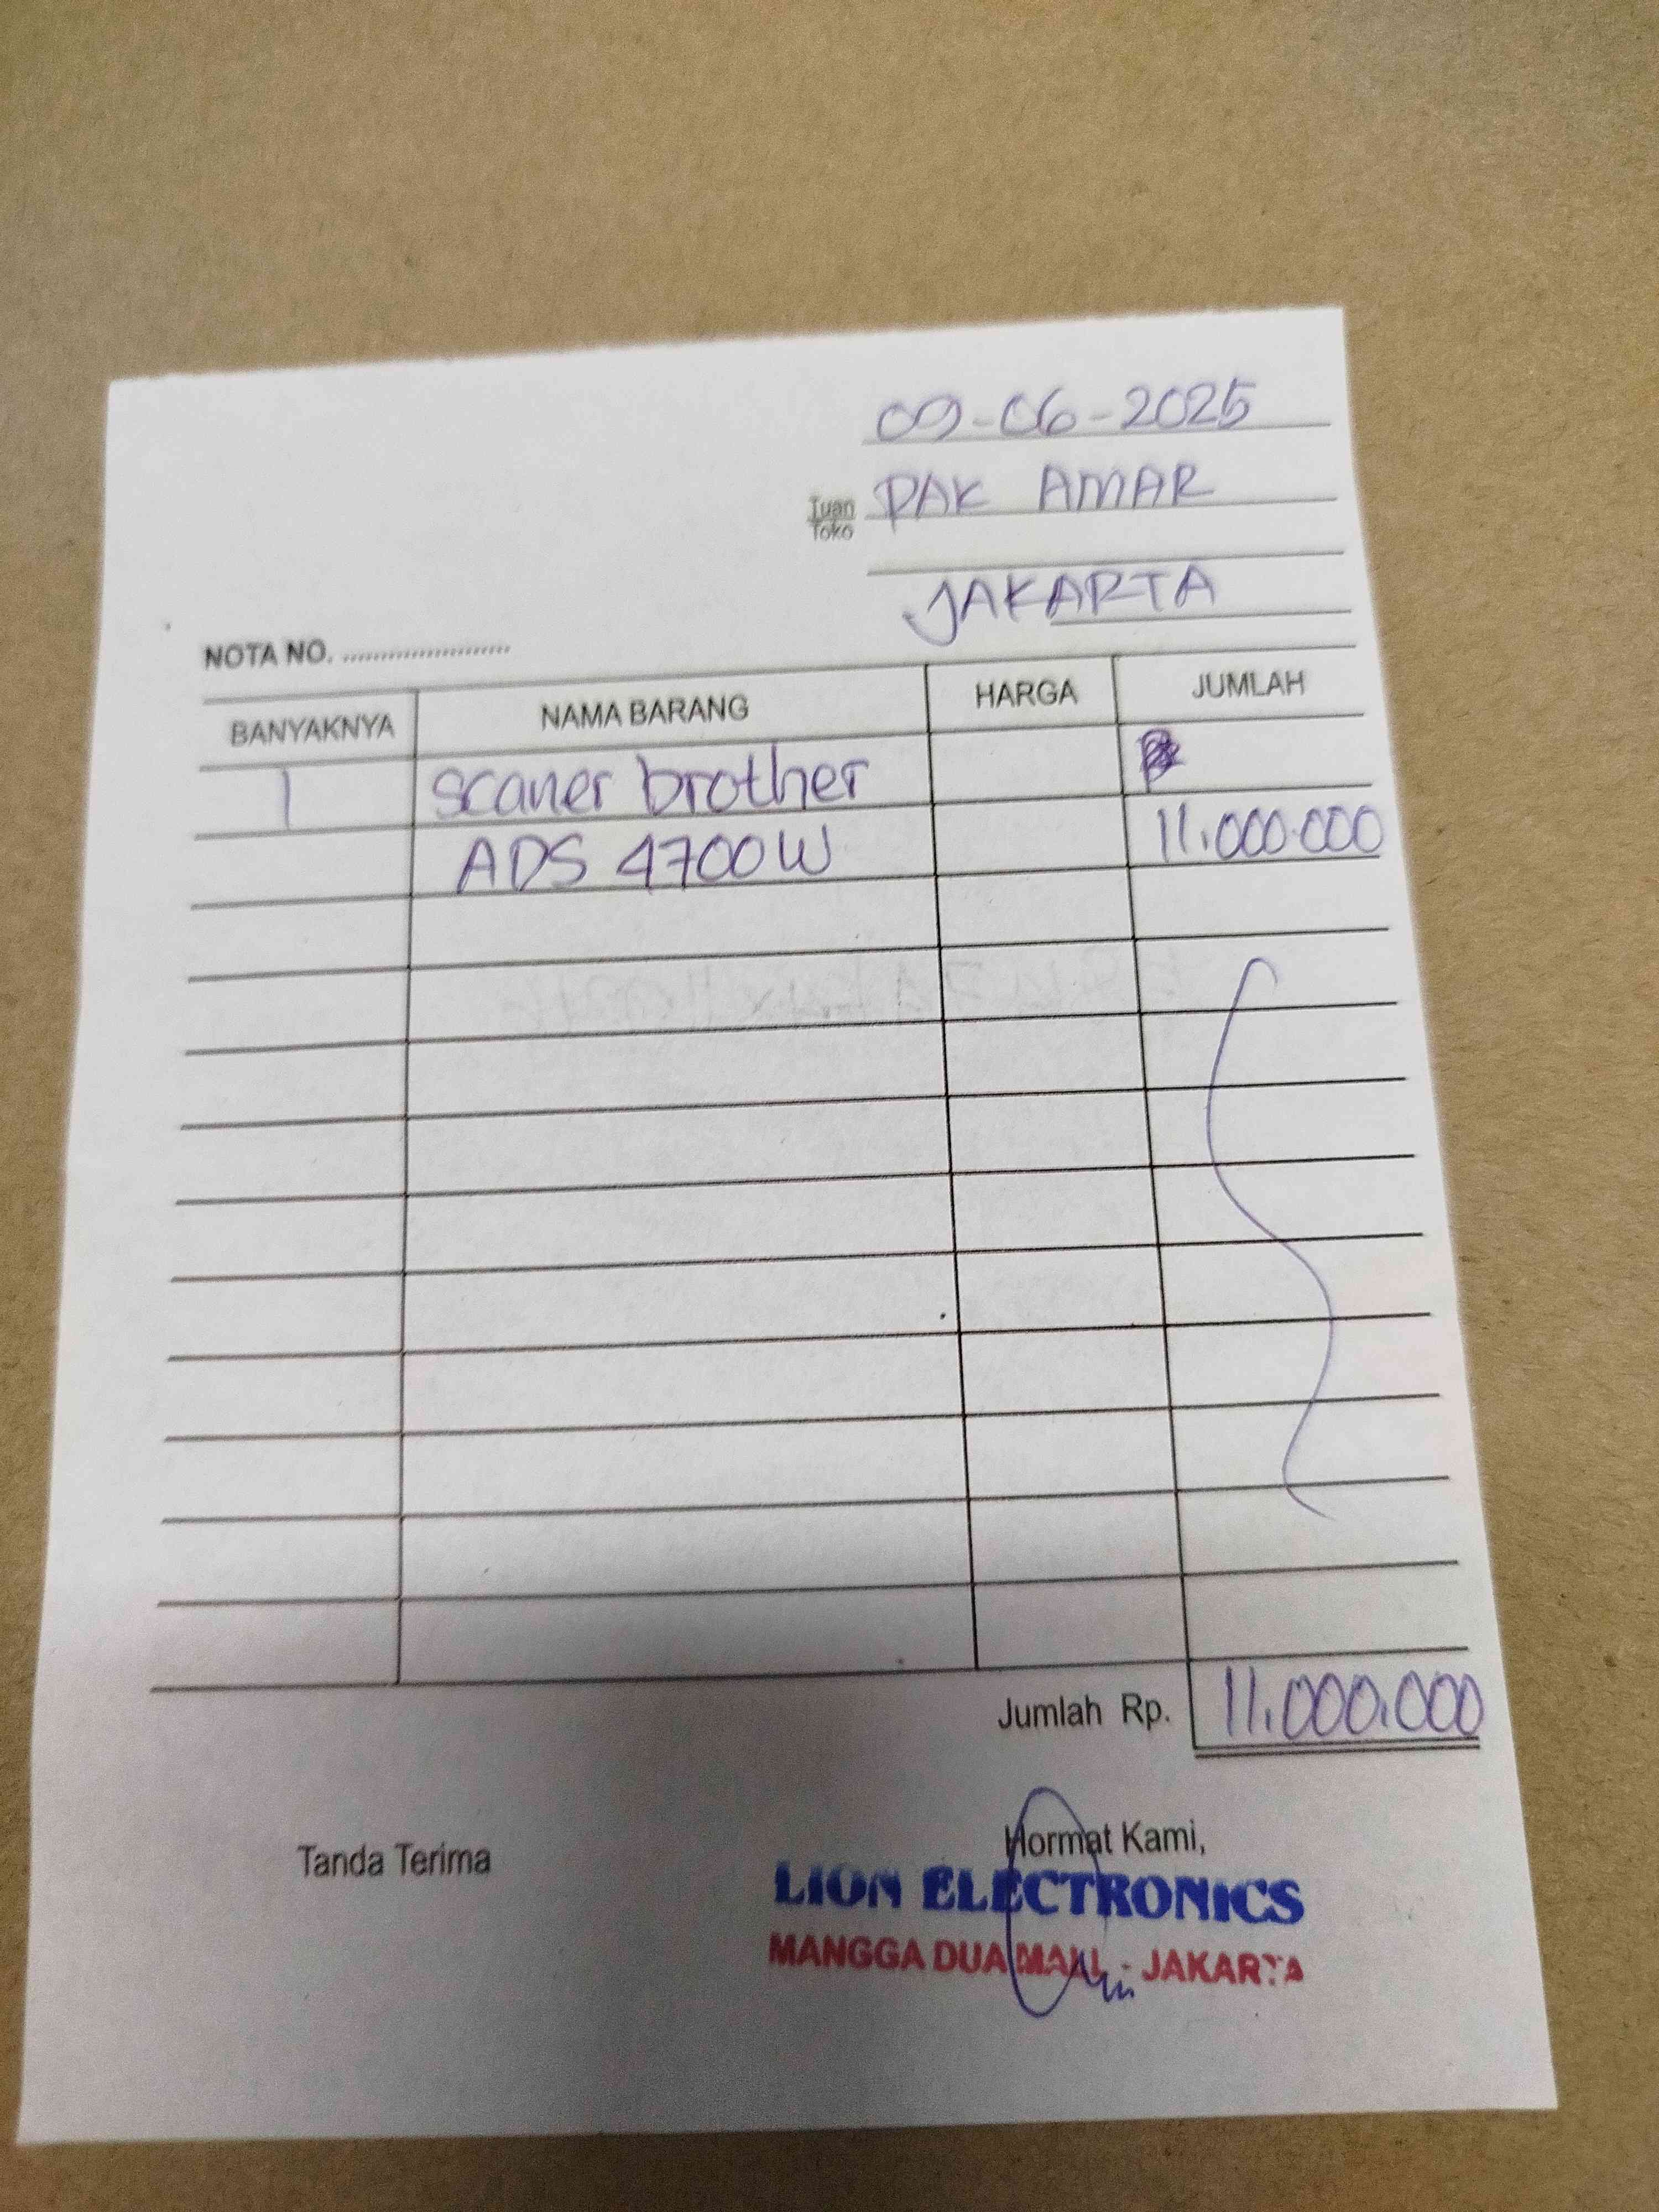 09-06-2025
Tuan
Toko
PAK AMAR
JAKARTA
NOTA NO. ........................
BANYAKNYA NAMA BARANG HARGA JUMLAH
1 scaner brother
ADS 4700W 11.000.000
Jumlah Rp. 11.000.000
Tanda Terima Hormat Kami,
LION ELECTRONICS
MANGGA DUA MALL - JAKARTA